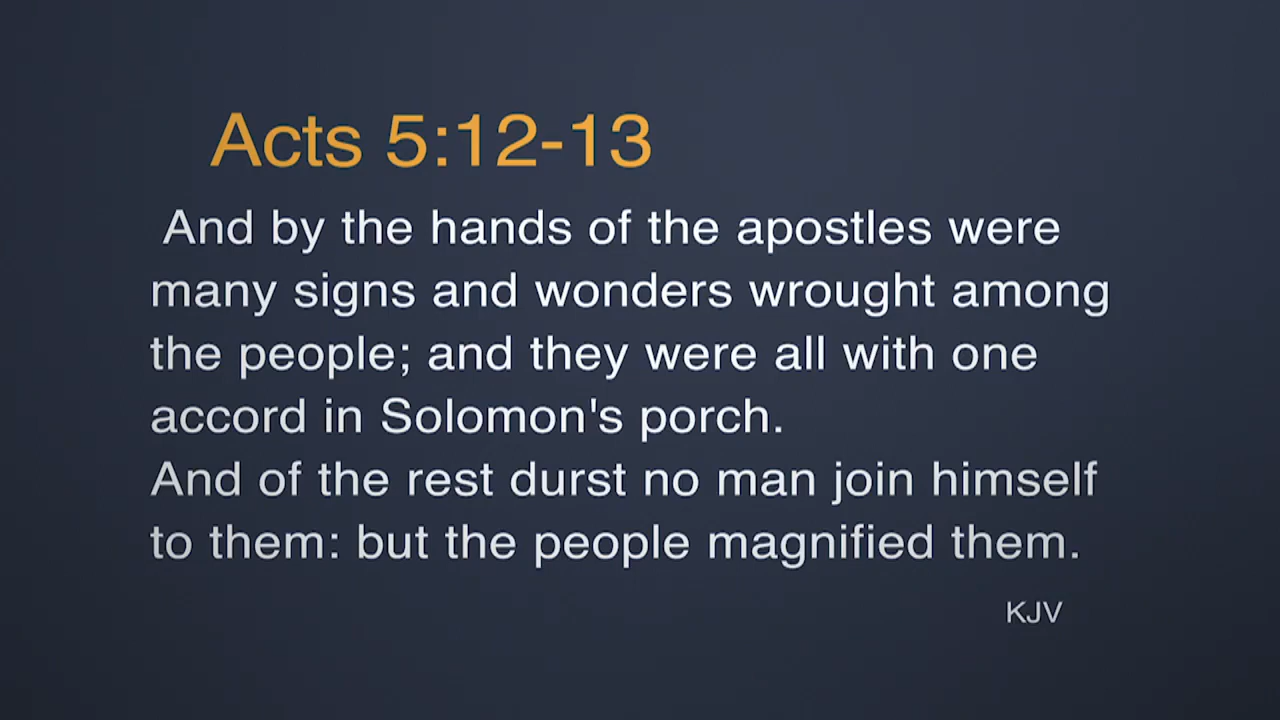 Acts 5:12-13
And by the hands of the apostles were
many signs and wonders wrought among
the people; and they were all with one
accord in Solomon's porch.
And of the rest durst no man join himself
to them: but the people magnified them.
KJV